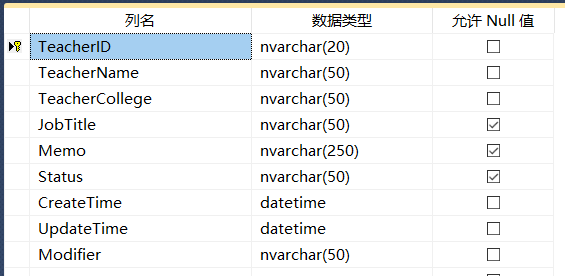 列名 数据类型 允许 Null 值
TeacherID nvarchar(20)
TeacherName nvarchar(50)
TeacherCollege nvarchar(50)
JobTitle nvarchar(50)
Memo nvarchar(250)
Status nvarchar(50)
CreateTime datetime
UpdateTime datetime
Modifier nvarchar(50)